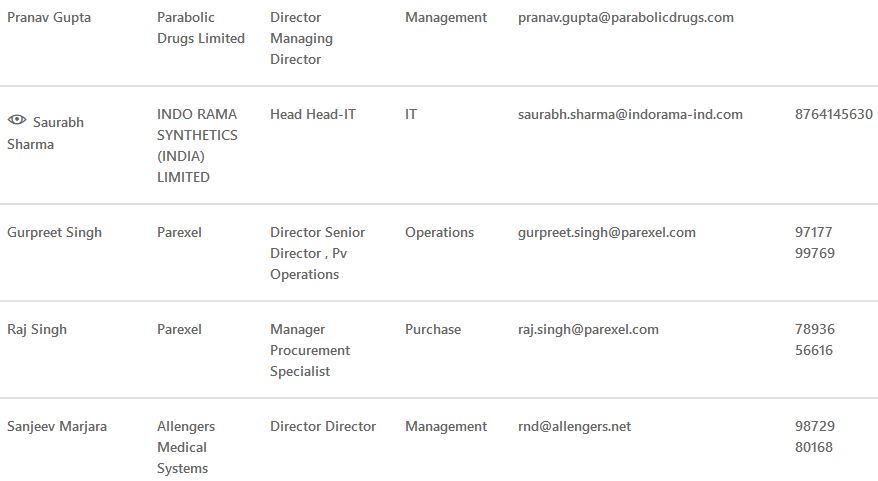 Pranav Gupta Parabolic Director Management pranav.gupta@parabolicdrugs.com
Drugs Limited Managing
Director
Saurabh INDO RAMA Head Head-IT IT saurabh.sharma@indorama-ind.com 8764145630
Sharma SYNTHETICS
(INDIA)
LIMITED
Gurpreet Singh Parexel Director Senior Operations gurpreet.singh@parexel.com 97177
Director , Pv 99769
Operations
Raj Singh Parexel Manager Purchase raj.singh@parexel.com 78936
Procurement 56616
Specialist
Sanjeev Marjara Allengers Director Director Management rnd@allengers.net 98729
Medical 80168
Systems